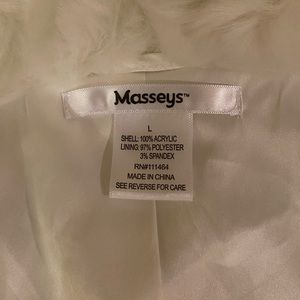 Masseys™
L
SHELL: 100% ACRYLIC
LINING: 97% POLYESTER
3% SPANDEX
RN#111464
MADE IN CHINA
SEE REVERSE FOR CARE